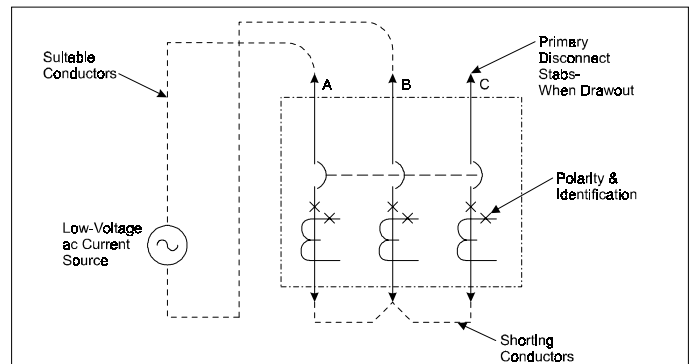 Suitable
Conductors
Primary
Disconnect
Stabs-
When Drawout
A
B
C
Polarity &
Identification
Low-Voltage
ac Current
Source
Shorting
Conductors